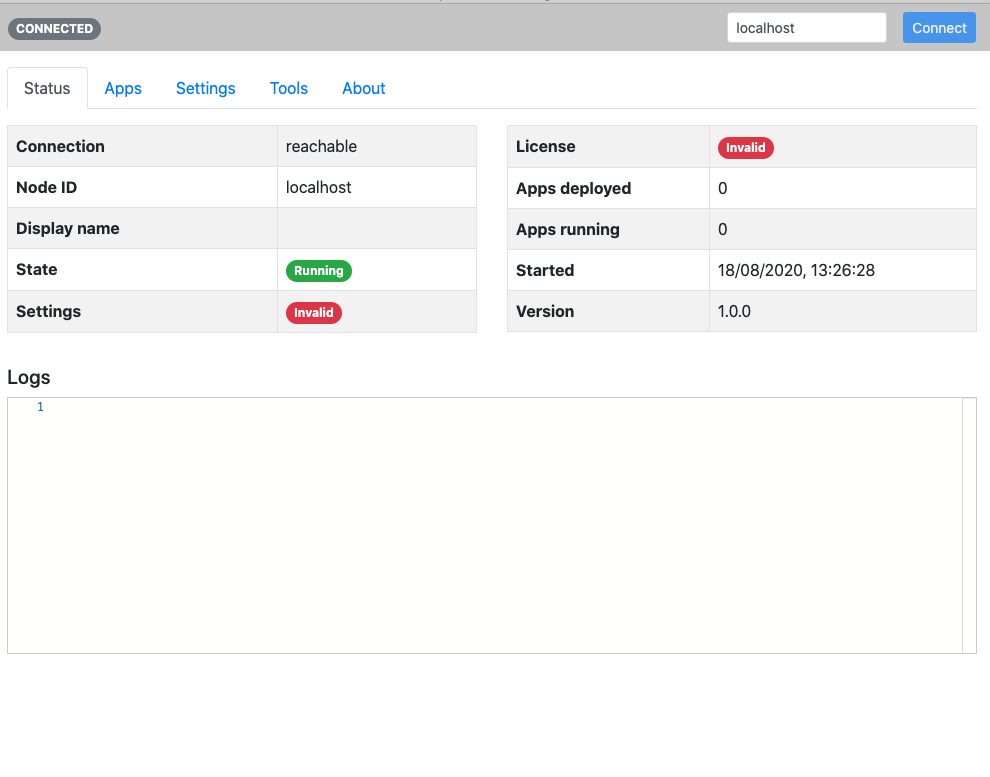 CONNECTED
localhost
Connect
Status Apps Settings Tools About
Connection reachable
Node ID localhost
Display name
State Running
Settings Invalid
License Invalid
Apps deployed 0
Apps running 0
Started 18/08/2020, 13:26:28
Version 1.0.0
Logs
1